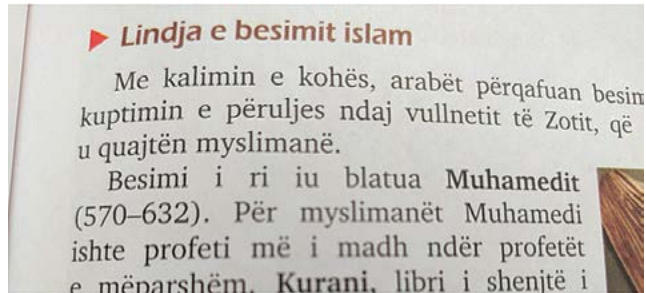 Lindja e besimit islam
Me kalimin e kohës, arabët përqafuan
kuptimin e përuljes ndaj vullnetit të Zotit, që
u quajtën myslimanë.
Besimi i ri iu blatua Muhamedit
(570–632). Për myslimanët Muhamedi
ishte profeti më i madh ndër profetët
e mëparshëm. Kurani, libri i shenjtë i